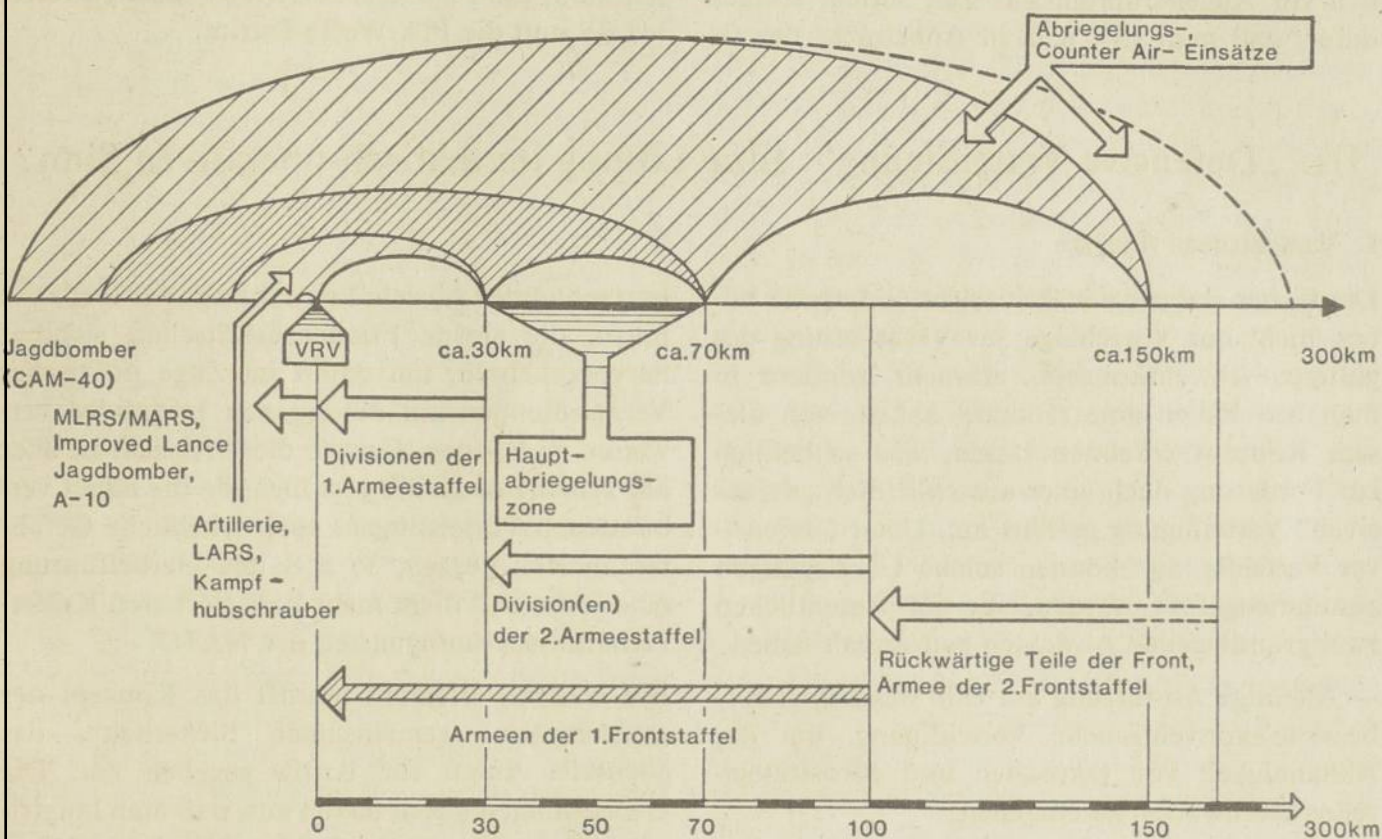 Abriegelungs-,
Counter Air- Einsätze
VRV
ca.30km
ca.70km
ca.150km
300km
Jagdbomber
(CAM-40)
MLRS/MARS,
Improved Lance
Jagdbomber,
A-10
Divisionen der
1.Armeestaffel
Haupt-
abriegelungs-
zone
Artillerie,
LARS,
Kampf-
hubschrauber
Division(en)
der 2.Armeestaffel
Rückwärtige Teile der Front,
Armee der 2.Frontstaffel
Armeen der 1.Frontstaffel
0
30
50
70
100
150
300km